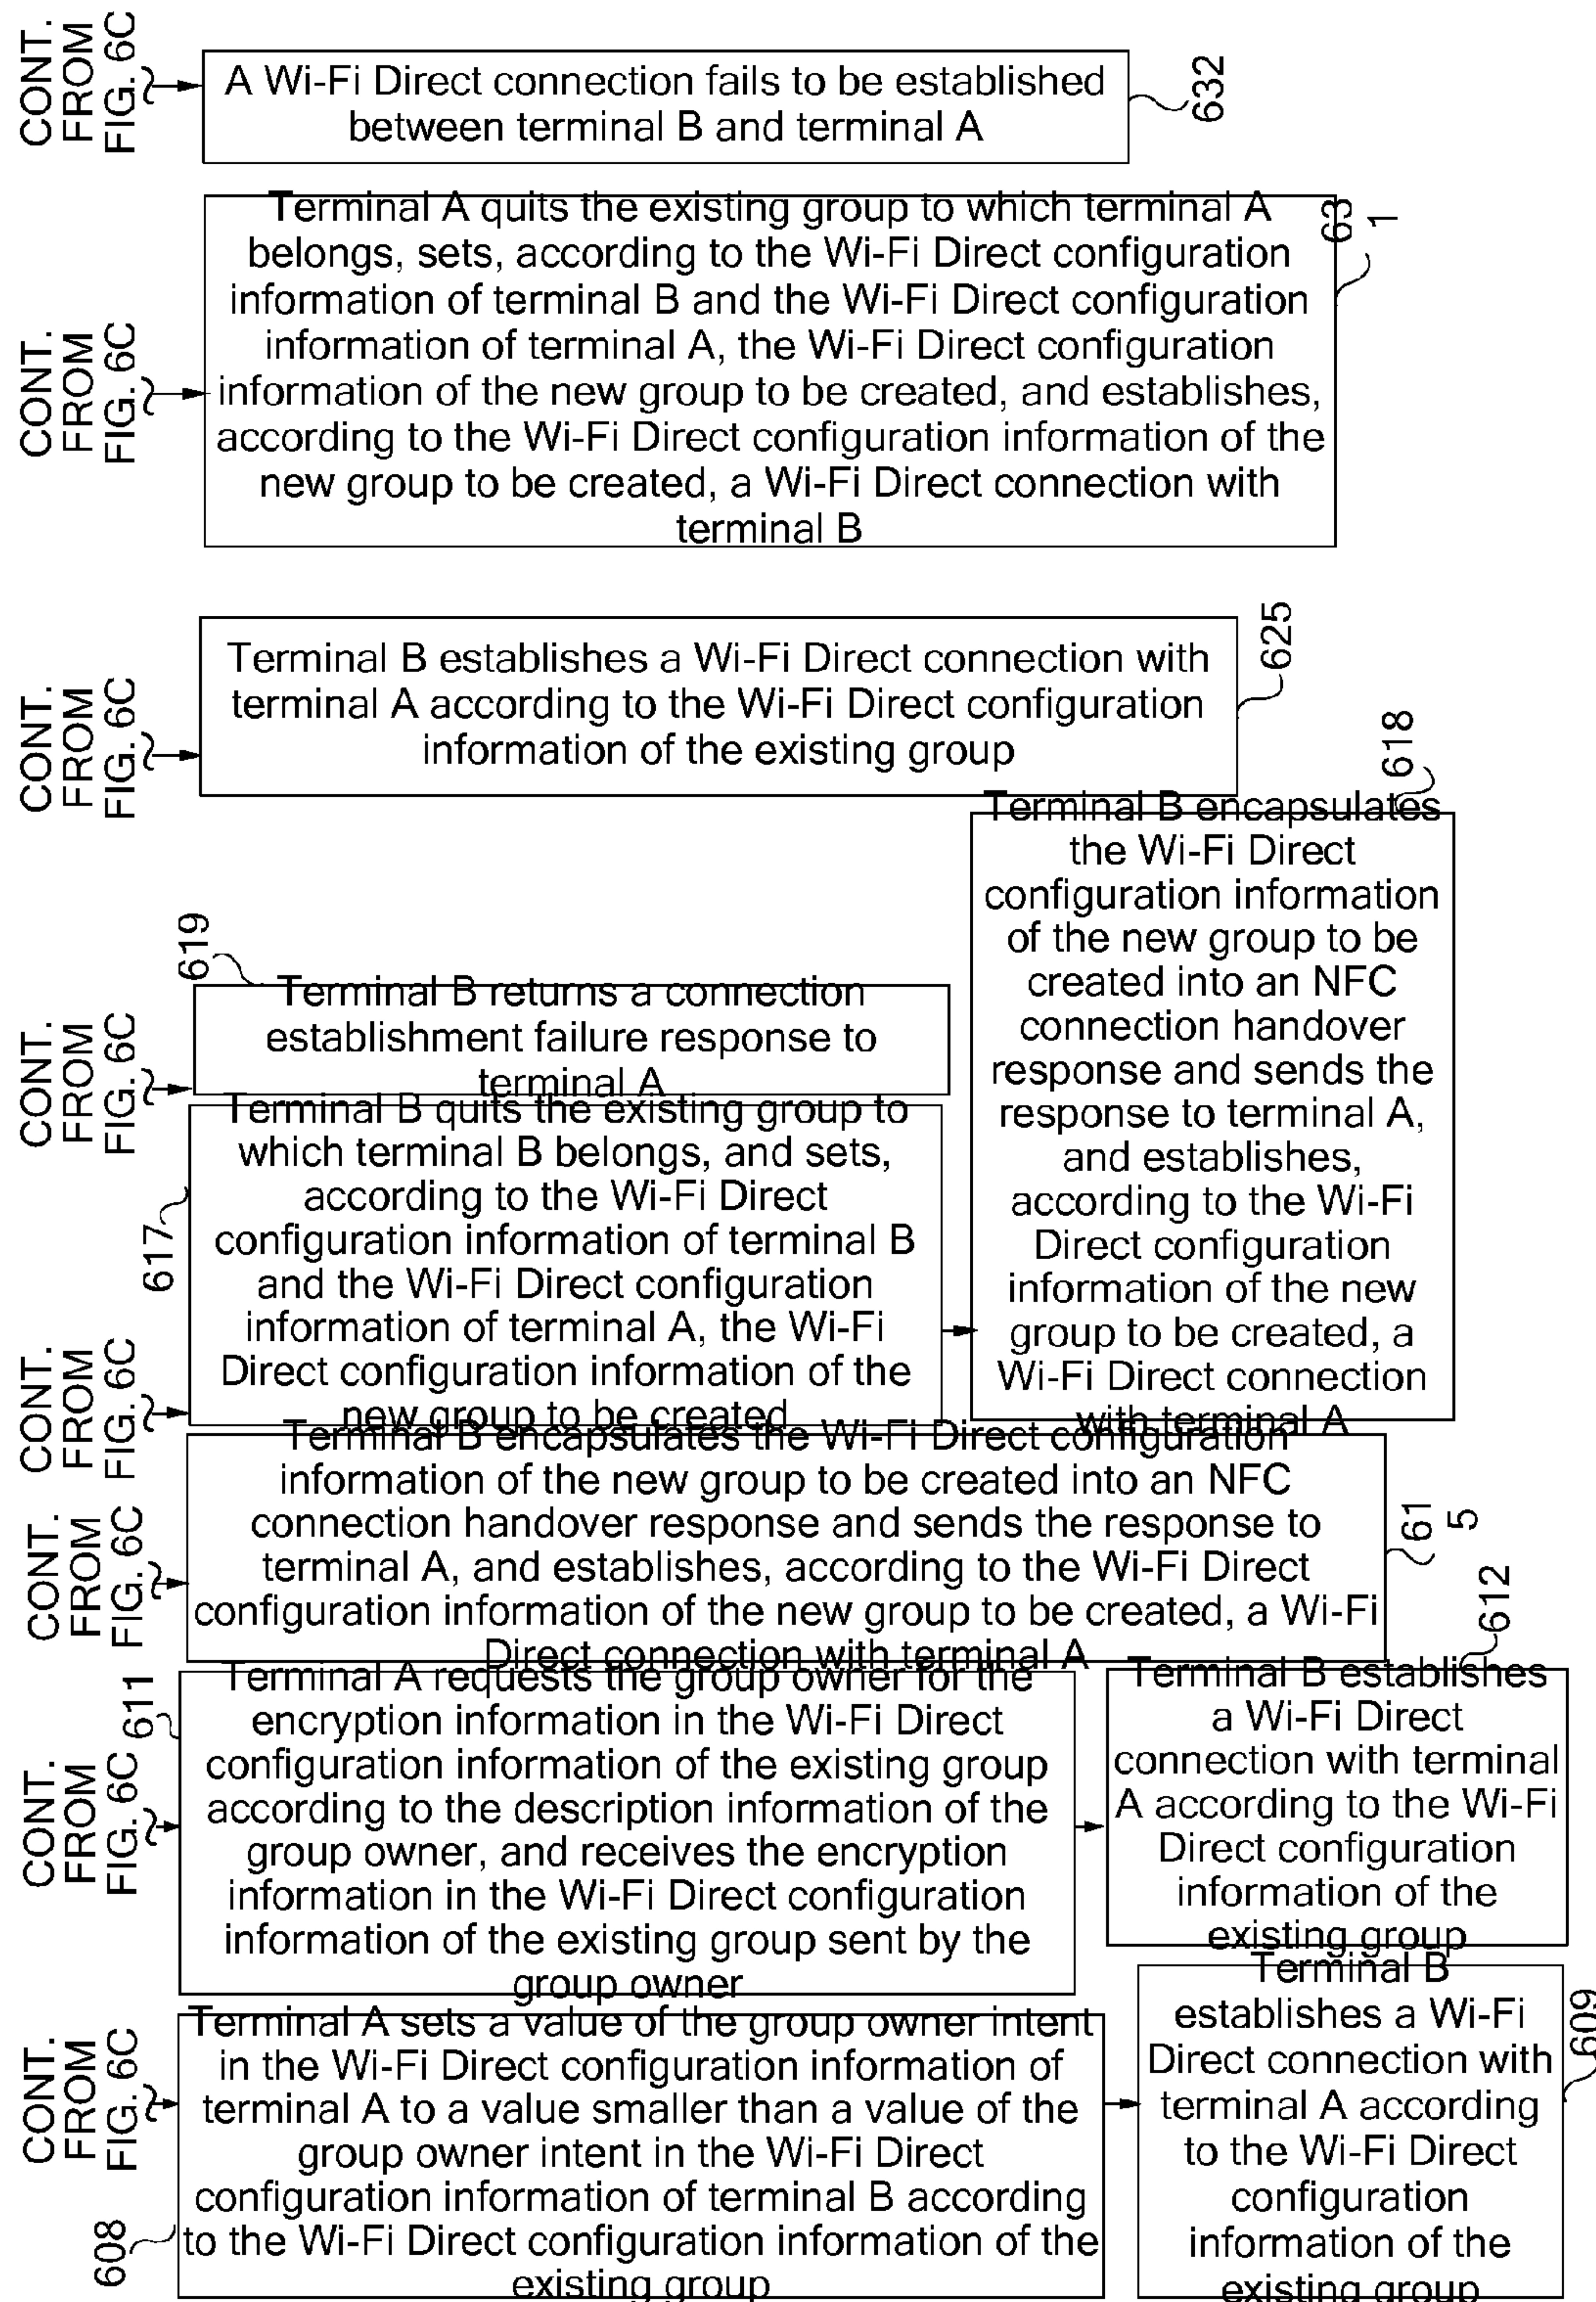 CONT.
FROM
FIG. 6C
A Wi-Fi Direct connection fails to be established
between terminal B and terminal A
632
CONT.
FROM
FIG. 6C
Terminal A quits the existing group to which terminal A
belongs, sets, according to the Wi-Fi Direct configuration
information of terminal B and the Wi-Fi Direct configuration
information of terminal A, the Wi-Fi Direct configuration
information of the new group to be created, and establishes,
according to the Wi-Fi Direct configuration information of the
new group to be created, a Wi-Fi Direct connection with
terminal B
63
1
CONT.
FROM
FIG. 6C
Terminal B establishes a Wi-Fi Direct connection with
terminal A according to the Wi-Fi Direct configuration
information of the existing group
625
CONT.
FROM
FIG. 6C
619
Terminal B returns a connection
establishment failure response to
terminal A
CONT.
FROM
FIG. 6C
617
Terminal B quits the existing group to
which terminal B belongs, and sets,
according to the Wi-Fi Direct
configuration information of terminal B
and the Wi-Fi Direct configuration
information of terminal A, the Wi-Fi
Direct configuration information of the
new group to be created
618
Terminal B encapsulates
the Wi-Fi Direct
configuration information
of the new group to be
created into an NFC
connection handover
response and sends the
response to terminal A,
and establishes,
according to the Wi-Fi
Direct configuration
information of the new
group to be created, a
Wi-Fi Direct connection
with terminal A
CONT.
FROM
FIG. 6C
Terminal B encapsulates the Wi-Fi Direct configuration
information of the new group to be created into an NFC
connection handover response and sends the response to
terminal A, and establishes, according to the Wi-Fi Direct
configuration information of the new group to be created, a Wi-Fi
Direct connection with terminal A
61
5
CONT.
FROM
FIG. 6C
611
Terminal A requests the group owner for the
encryption information in the Wi-Fi Direct
configuration information of the existing group
according to the description information of the
group owner, and receives the encryption
information in the Wi-Fi Direct configuration
information of the existing group sent by the
group owner
612
Terminal B establishes
a Wi-Fi Direct
connection with terminal
A according to the Wi-Fi
Direct configuration
information of the
existing group
CONT.
FROM
FIG. 6C
608
Terminal A sets a value of the group owner intent
in the Wi-Fi Direct configuration information of
terminal A to a value smaller than a value of the
group owner intent in the Wi-Fi Direct
configuration information of terminal B according
to the Wi-Fi Direct configuration information of the
existing group
Terminal B
establishes a Wi-Fi
Direct connection with
terminal A according
to the Wi-Fi Direct
configuration
information of the
existing group
609